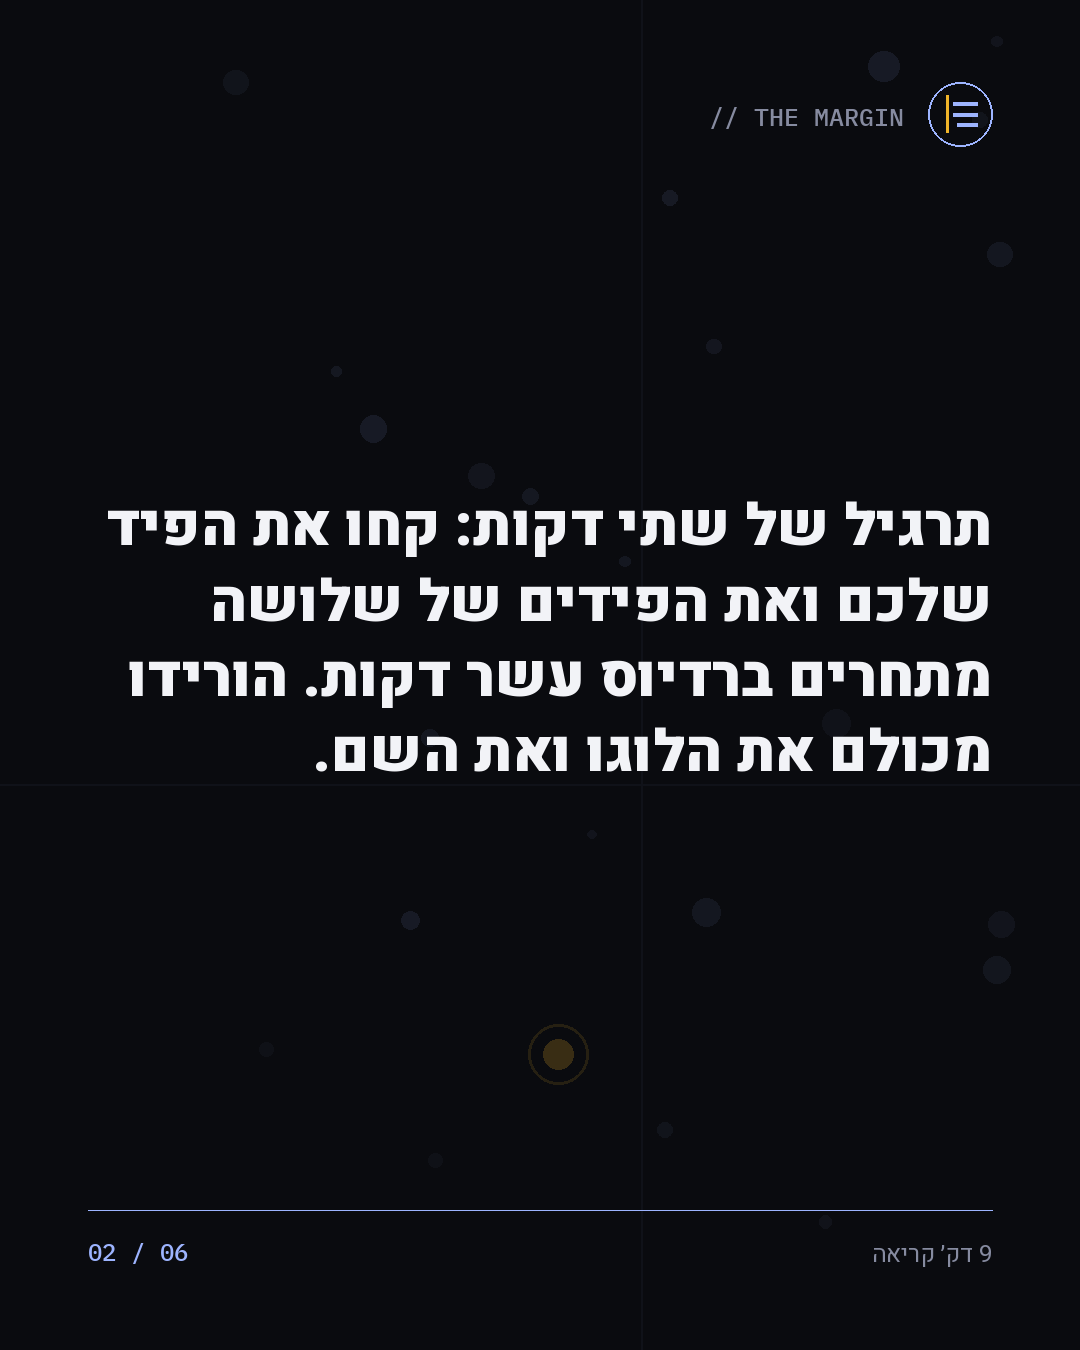 // THE MARGIN
תרגיל של שתי דקות: קחו את הפיד
שלכם ואת הפידים של שלושה
מתחרים ברדיוס עשר דקות. הורידו
מכולם את הלוגו ואת השם.
9 דק׳ קריאה
02 / 06